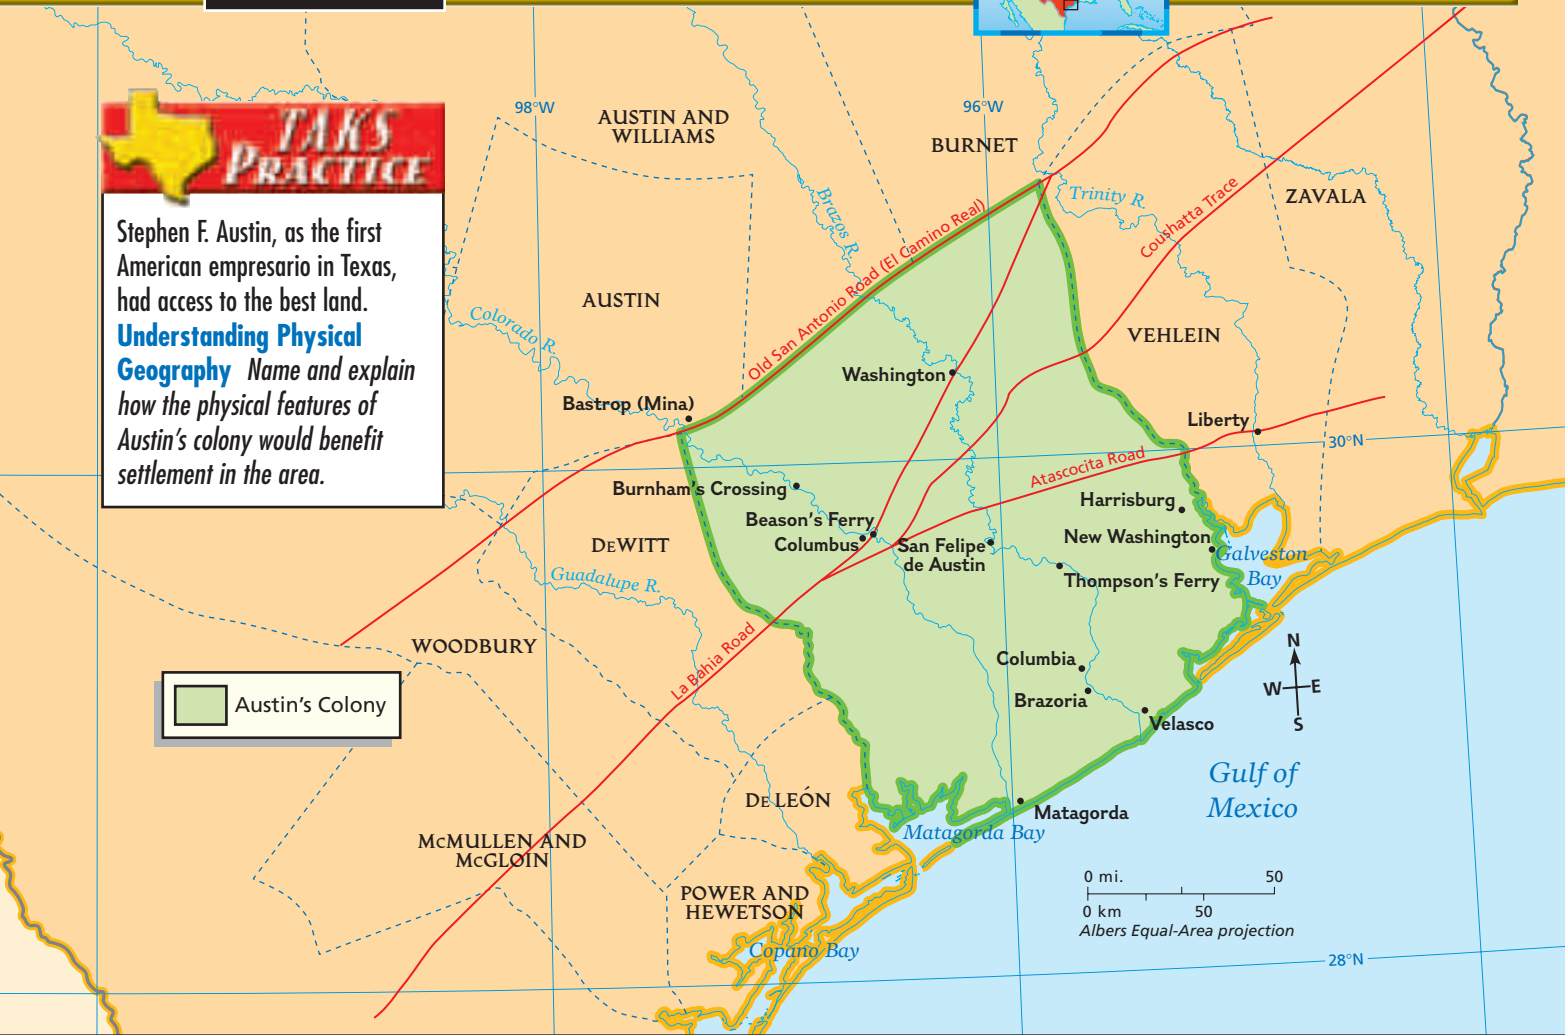 TAKS
PRACTICE
Stephen F. Austin, as the first
American empresario in Texas,
had access to the best land.
Understanding Physical
Geography Name and explain
how the physical features of
Austin's colony would benefit
settlement in the area.
98°W
96°W
AUSTIN AND
WILLIAMS
BURNET
Trinity R.
Coushatta Trace
ZAVALA
Brazos R.
Old San Antonio Road (El Camino Real)
AUSTIN
Colorado R.
VEHLEIN
Washington
Bastrop (Mina)
Liberty
30°N
Atascocita Road
Burnham's Crossing
Harrisburg
Beason's Ferry
Columbus
San Felipe
de Austin
New Washington
Galveston
Bay
DEWITT
Guadalupe R.
Thompson's Ferry
WOODBURY
La Bahia Road
Columbia
Brazoria
Velasco
N
W
E
S
Austin's Colony
Gulf of
Mexico
DE LEÓN
Matagorda
Matagorda Bay
MCMULLEN AND
MCGLOIN
POWER AND
HEWETSON
Copano Bay
0 mi.
50
0 km
50
Albers Equal-Area projection
28°N